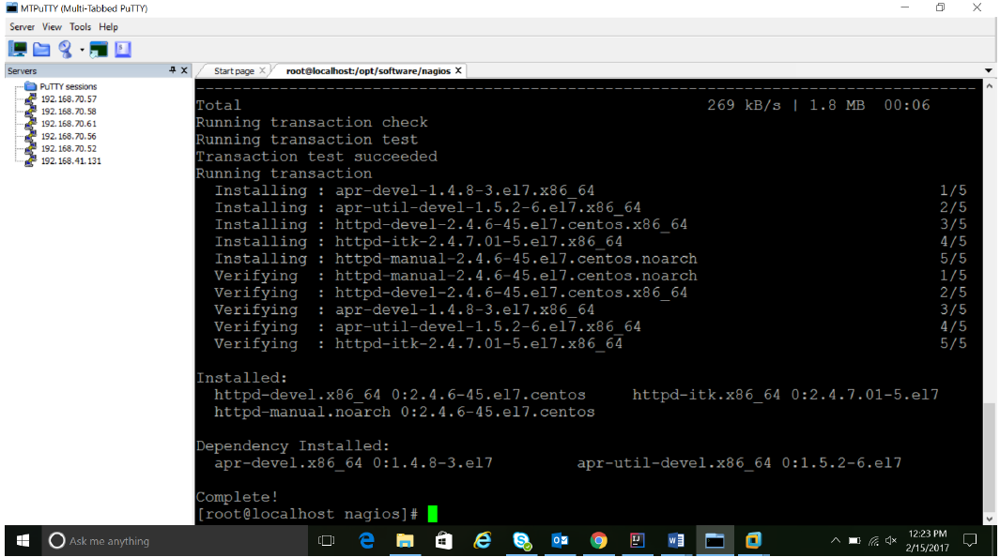 MTPuTTY (Multi-Tabbed PuTTY)
Server View Tools Help
Servers
PuTTY sessions
192.168.70.57
192.168.70.58
192.168.70.61
192.168.70.56
192.168.70.52
192.168.41.131
Start page
root@localhost:/opt/software/nagios
--------------------------------------------------------------------------------
Total 269 kB/s | 1.8 MB 00:06
Running transaction check
Running transaction test
Transaction test succeeded
Running transaction
Installing : apr-devel-1.4.8-3.el7.x86_64 1/5
Installing : apr-util-devel-1.5.2-6.el7.x86_64 2/5
Installing : httpd-devel-2.4.6-45.el7.centos.x86_64 3/5
Installing : httpd-itk-2.4.7.01-5.el7.x86_64 4/5
Installing : httpd-manual-2.4.6-45.el7.centos.noarch 5/5
Verifying : httpd-manual-2.4.6-45.el7.centos.noarch 1/5
Verifying : httpd-devel-2.4.6-45.el7.centos.x86_64 2/5
Verifying : apr-devel-1.4.8-3.el7.x86_64 3/5
Verifying : apr-util-devel-1.5.2-6.el7.x86_64 4/5
Verifying : httpd-itk-2.4.7.01-5.el7.x86_64 5/5
Installed:
httpd-devel.x86_64 0:2.4.6-45.el7.centos httpd-itk.x86_64 0:2.4.7.01-5.el7
httpd-manual.noarch 0:2.4.6-45.el7.centos
Dependency Installed:
apr-devel.x86_64 0:1.4.8-3.el7 apr-util-devel.x86_64 0:1.5.2-6.el7
Complete!
[root@localhost nagios]#
Ask me anything
12:23 PM
2/15/2017